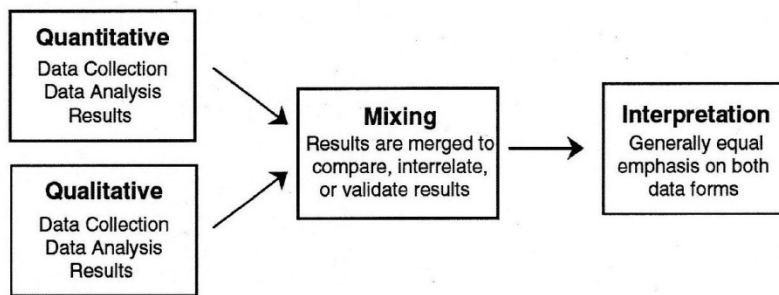 Quantitative
Data Collection
Data Analysis
Results
Qualitative
Data Collection
Data Analysis
Results
Mixing
Results are merged to
compare, interrelate,
or validate results
Interpretation
Generally equal
emphasis on both
data forms